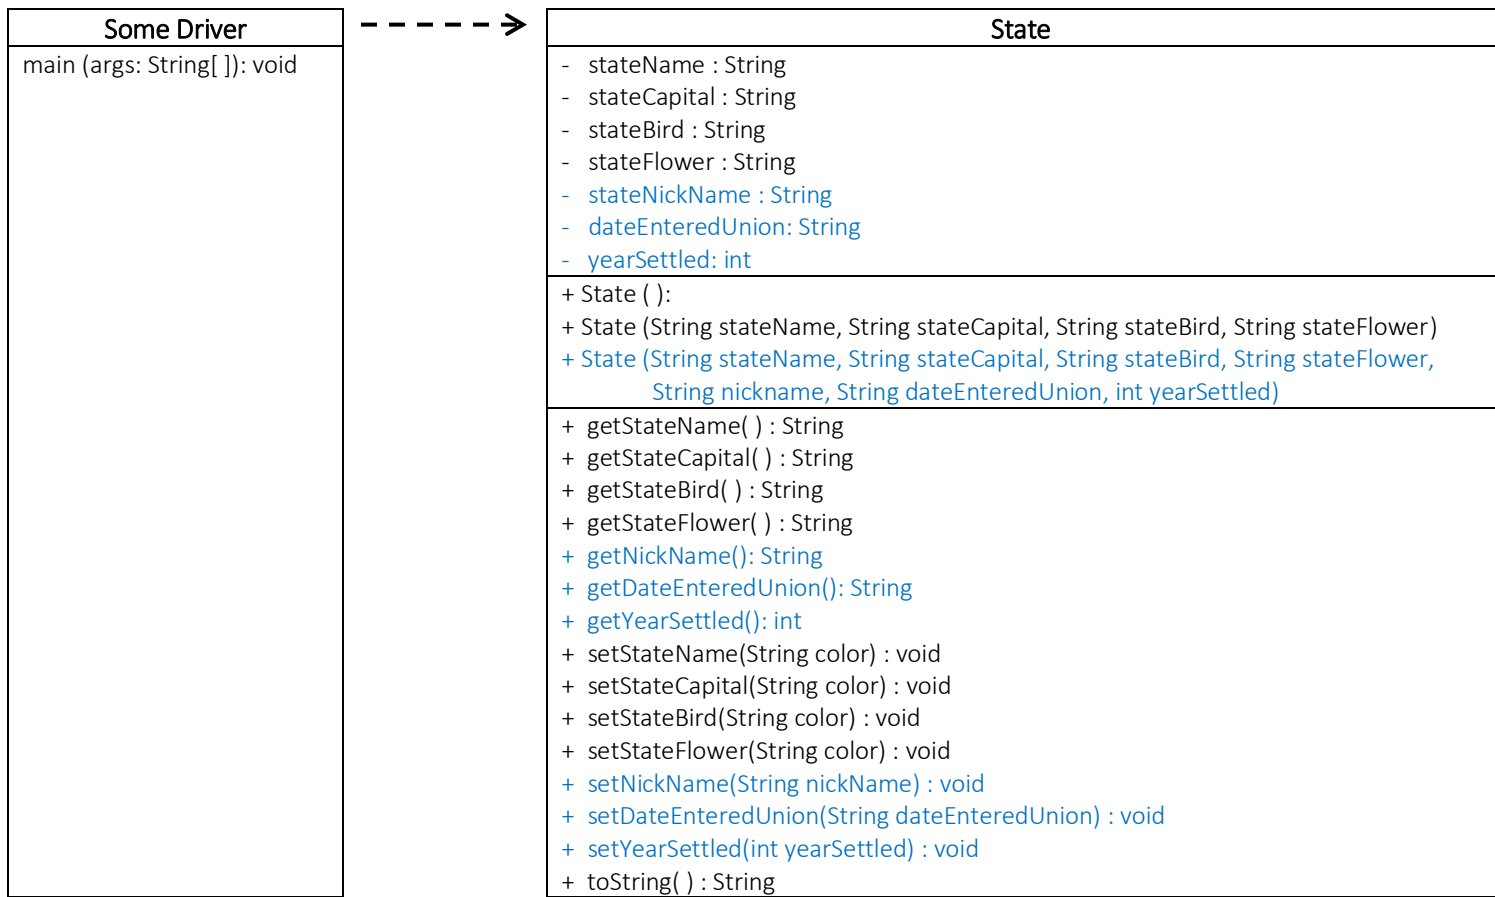 Some Driver
main (args: String[ ]): void
State
- stateName : String
- stateCapital : String
- stateBird : String
- stateFlower : String
- stateNickName : String
- dateEnteredUnion: String
- yearSettled: int
+ State ( ):
+ State (String stateName, String stateCapital, String stateBird, String stateFlower)
+ State (String stateName, String stateCapital, String stateBird, String stateFlower,
String nickname, String dateEnteredUnion, int yearSettled)
+ getStateName( ) : String
+ getStateCapital( ) : String
+ getStateBird( ) : String
+ getStateFlower( ) : String
+ getNickName(): String
+ getDateEnteredUnion(): String
+ getYearSettled(): int
+ setStateName(String color) : void
+ setStateCapital(String color) : void
+ setStateBird(String color) : void
+ setStateFlower(String color) : void
+ setNickName(String nickName) : void
+ setDateEnteredUnion(String dateEnteredUnion) : void
+ setYearSettled(int yearSettled) : void
+ toString( ) : String